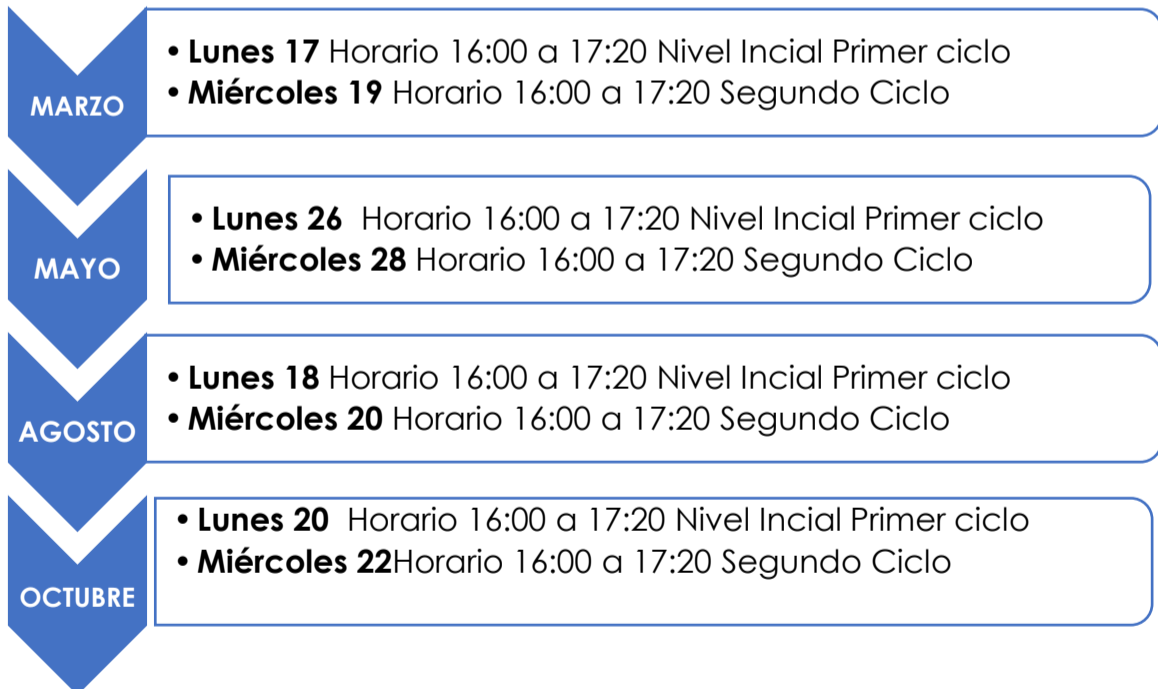 MARZO
• Lunes 17 Horario 16:00 a 17:20 Nivel Incial Primer ciclo
• Miércoles 19 Horario 16:00 a 17:20 Segundo Ciclo
MAYO
• Lunes 26 Horario 16:00 a 17:20 Nivel Incial Primer ciclo
• Miércoles 28 Horario 16:00 a 17:20 Segundo Ciclo
AGOSTO
• Lunes 18 Horario 16:00 a 17:20 Nivel Incial Primer ciclo
• Miércoles 20 Horario 16:00 a 17:20 Segundo Ciclo
OCTUBRE
• Lunes 20 Horario 16:00 a 17:20 Nivel Incial Primer ciclo
• Miércoles 22Horario 16:00 a 17:20 Segundo Ciclo